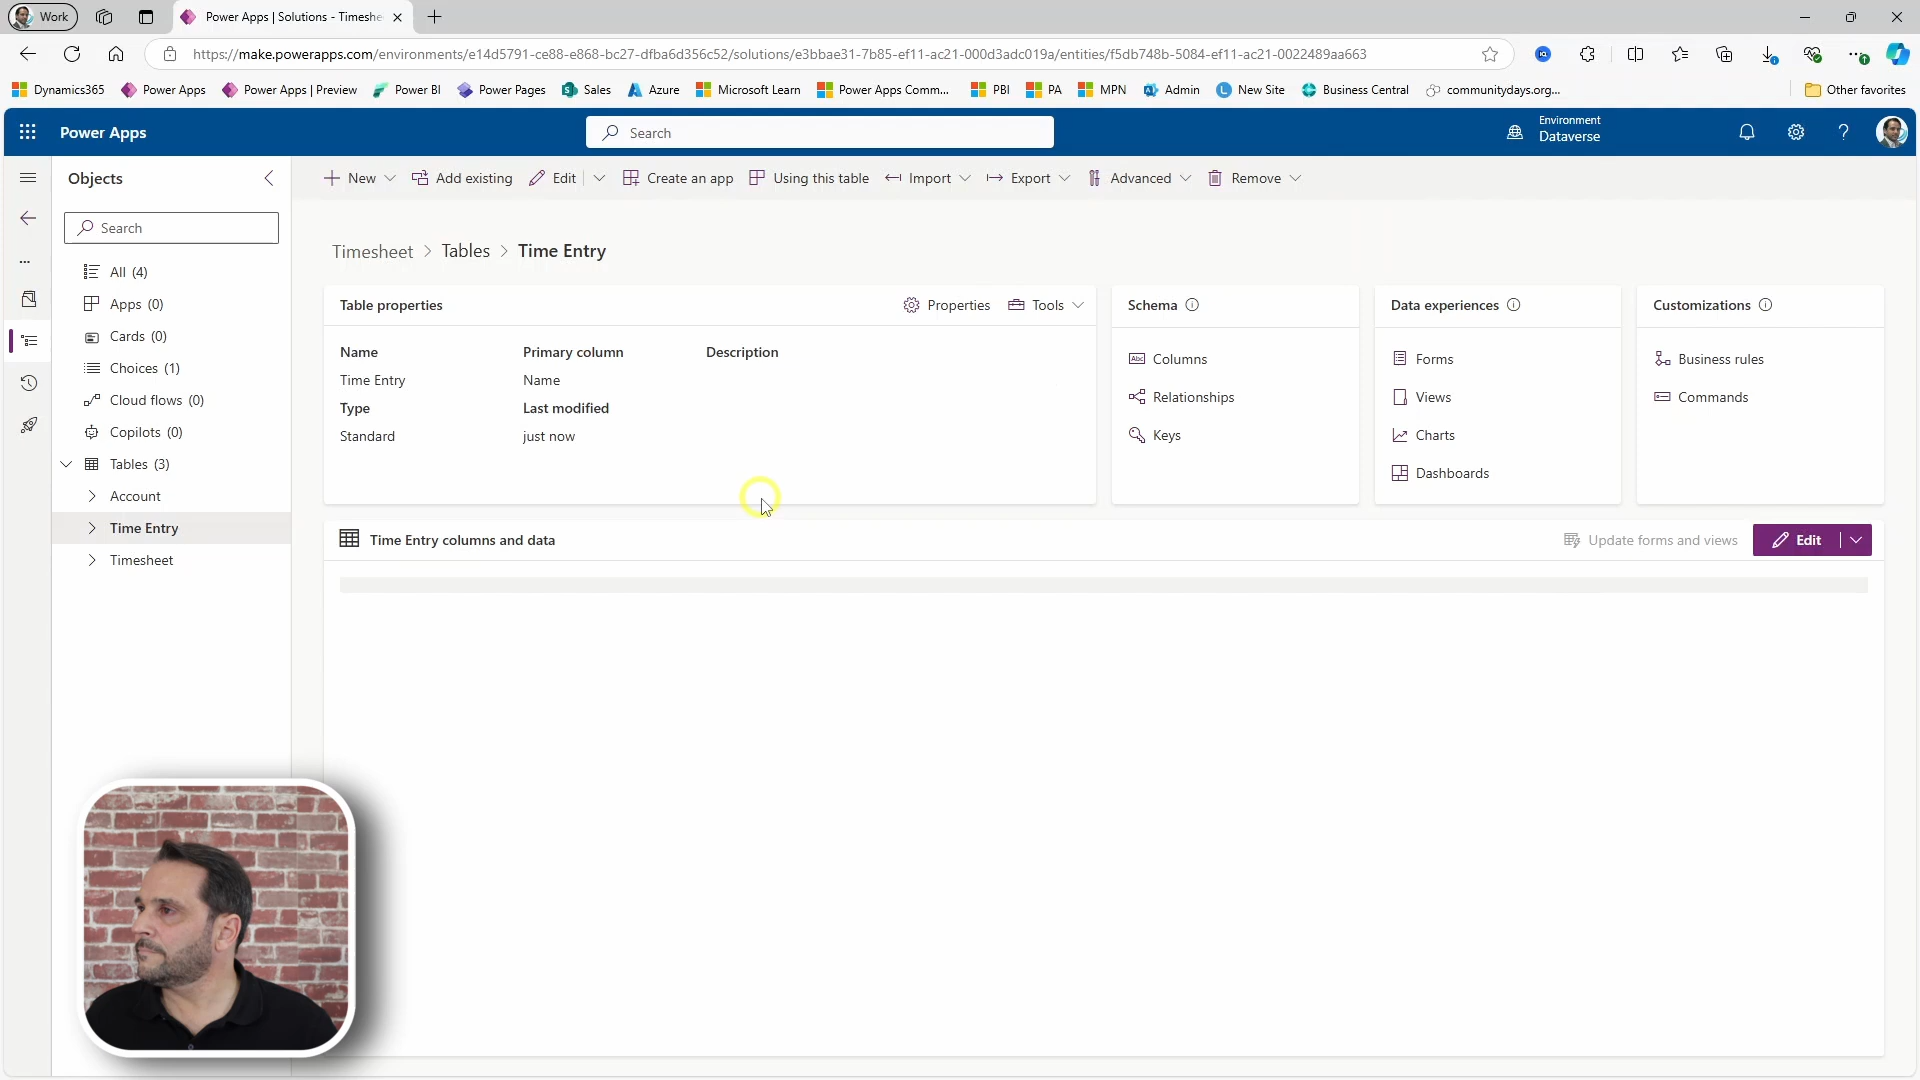 Work
Power Apps | Solutions - Timeshe
https://make.powerapps.com/environments/e14d5791-ce88-e868-bc27-dfba6d356c52/solutions/e3bbae31-7b85-ef11-ac21-000d3adc019a/entities/f5db748b-5084-ef11-ac21-0022489aa663
Dynamics365
Power Apps
Power Apps | Preview
Power BI
Power Pages
Sales
Azure
Microsoft Learn
Power Apps Comm...
PBI
PA
MPN
Admin
New Site
Business Central
communitydays.org...
Other favorites
Power Apps
Search
Environment
Dataverse
Objects
Search
All (4)
Apps (0)
Cards (0)
Choices (1)
Cloud flows (0)
Copilots (0)
Tables (3)
Account
Time Entry
Timesheet
New
Add existing
Edit
Create an app
Using this table
Import
Export
Advanced
Remove
Timesheet > Tables > Time Entry
Table properties
Properties
Tools
Name
Primary column
Description
Time Entry
Name
Type
Last modified
Standard
just now
Schema
Columns
Relationships
Keys
Data experiences
Forms
Views
Charts
Dashboards
Customizations
Business rules
Commands
Time Entry columns and data
Update forms and views
Edit